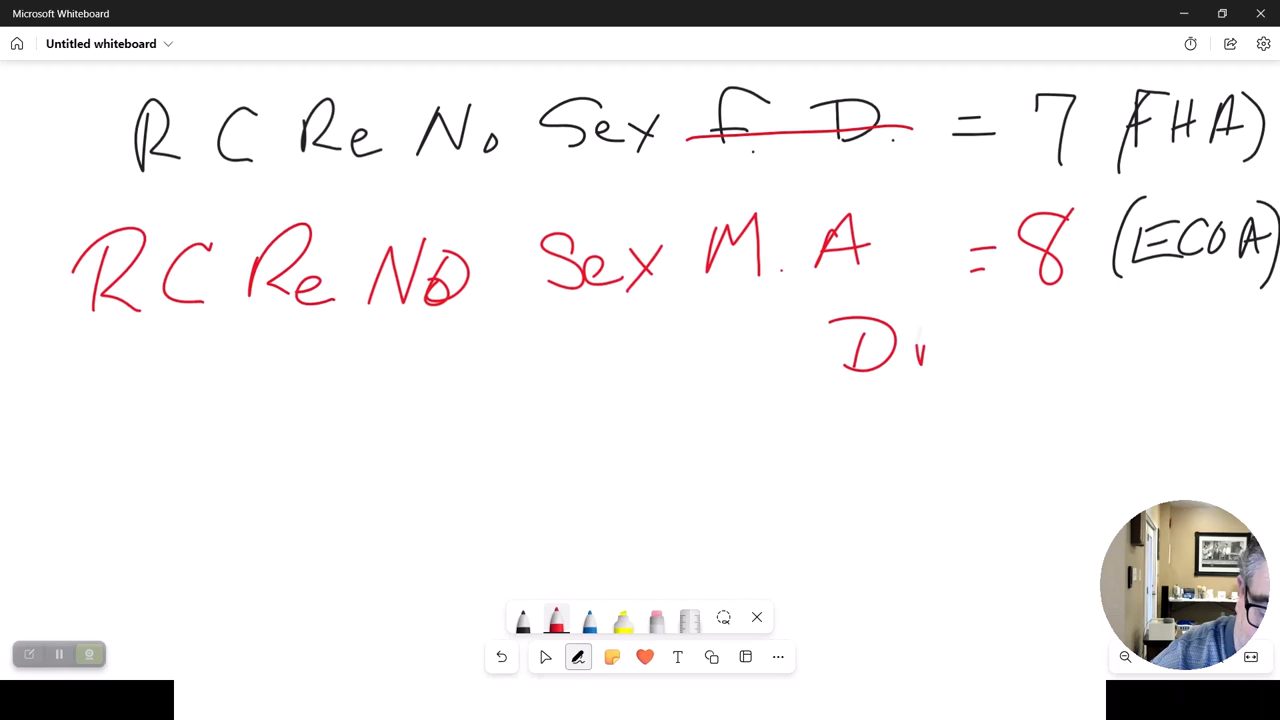 Microsoft Whiteboard
Untitled whiteboard
R C Re No Sex F. D. = 7 (FHA)
R C Re No Sex M. A = 8 (ECOA)
D